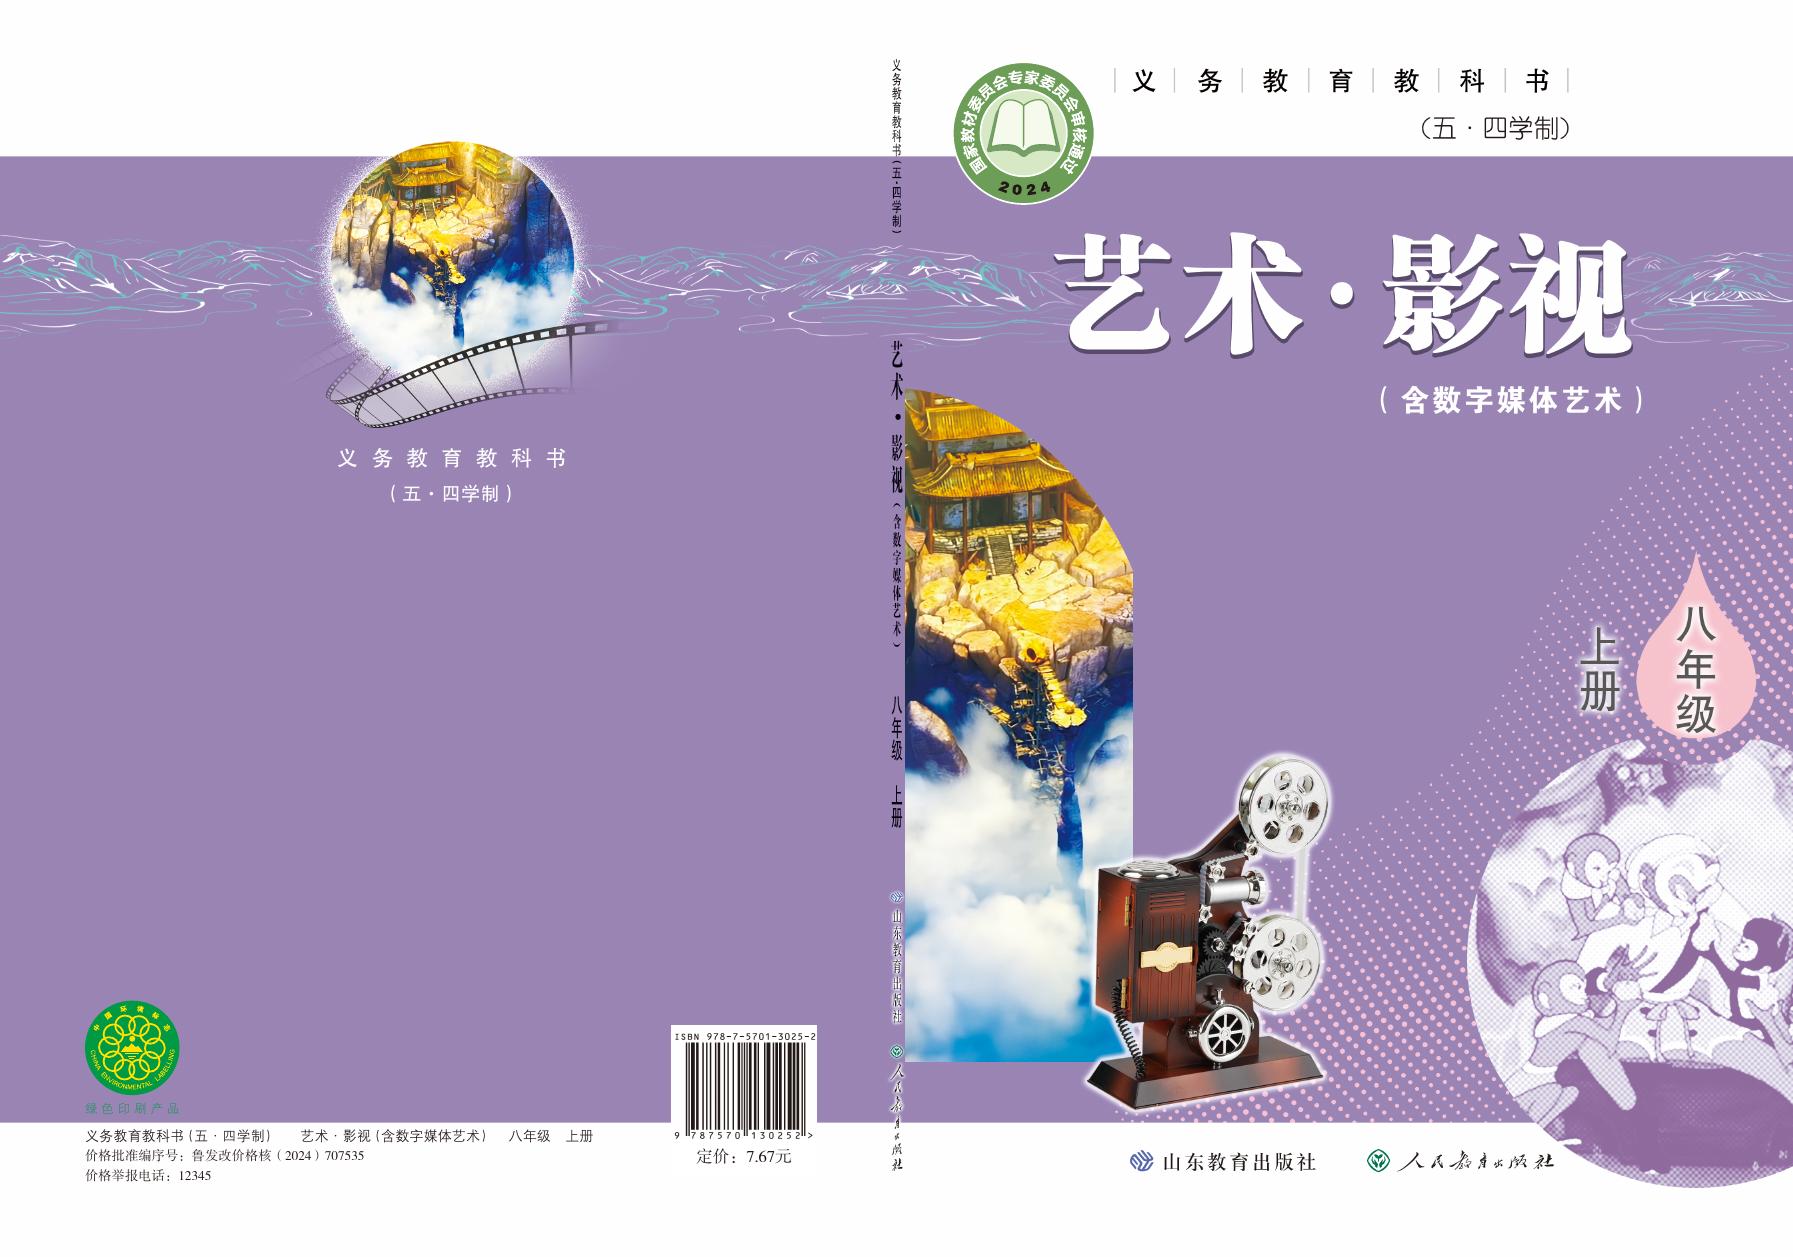 义务教育教科书
（五·四学制）
国家教材委员会专家委员会审核通过
2024
艺术·影视
（含数字媒体艺术）
八年级
上册
山东教育出版社
人民教育出版社
义务教育教科书（五·四学制）
艺术·影视（含数字媒体艺术）
八年级 上册
山东教育出版社
人民教育出版社
义务教育教科书
（五·四学制）
中国环境标志
CHINA ENVIRONMENTAL LABELLING
绿色印刷产品
义务教育教科书（五·四学制） 艺术·影视（含数字媒体艺术） 八年级 上册
价格批准编序号：鲁发改价格核（2024）707535
价格举报电话：12345
ISBN 978-7-5701-3025-2
9 787570 130252 >
定价：7.67元